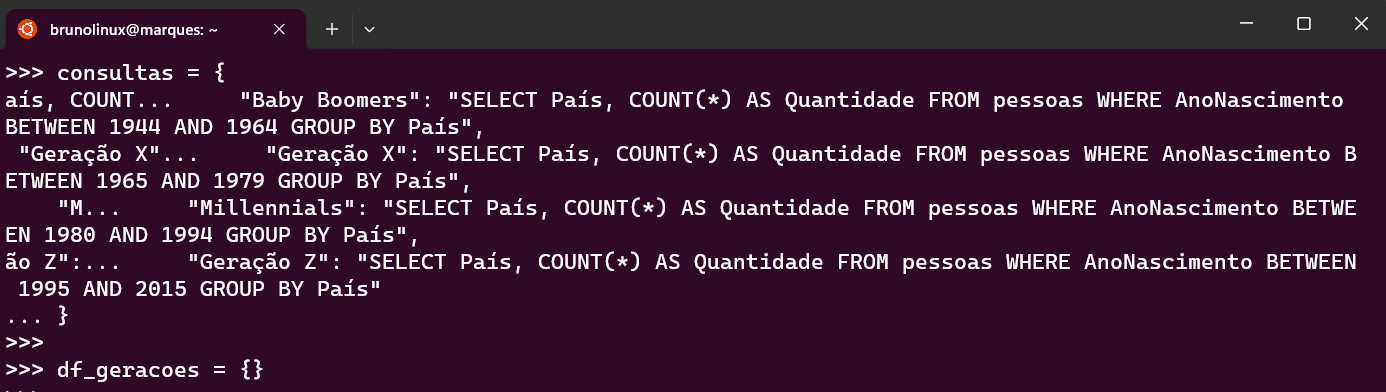 brunolinux@marques: ~
>>> consultas = {
aís, COUNT...     "Baby Boomers": "SELECT País, COUNT(*) AS Quantidade FROM pessoas WHERE AnoNascimento
BETWEEN 1944 AND 1964 GROUP BY País",
 "Geração X"...     "Geração X": "SELECT País, COUNT(*) AS Quantidade FROM pessoas WHERE AnoNascimento B
ETWEEN 1965 AND 1979 GROUP BY País",
    "M...     "Millennials": "SELECT País, COUNT(*) AS Quantidade FROM pessoas WHERE AnoNascimento BETWE
EN 1980 AND 1994 GROUP BY País",
ão Z":...     "Geração Z": "SELECT País, COUNT(*) AS Quantidade FROM pessoas WHERE AnoNascimento BETWEEN
 1995 AND 2015 GROUP BY País"
... }
>>>
>>> df_geracoes = {}